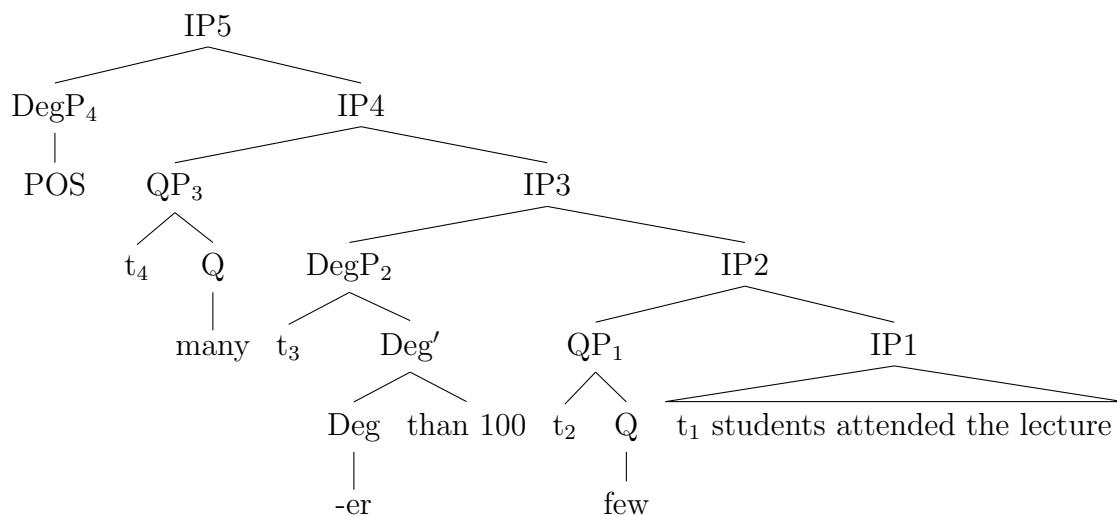 IP5
DegP₄ IP4
POS QP₃ IP3
t₄ Q DegP₂ IP2
many t₃ Deg′ QP₁ IP1
Deg than 100 t₂ Q t₁ students attended the lecture
-er few